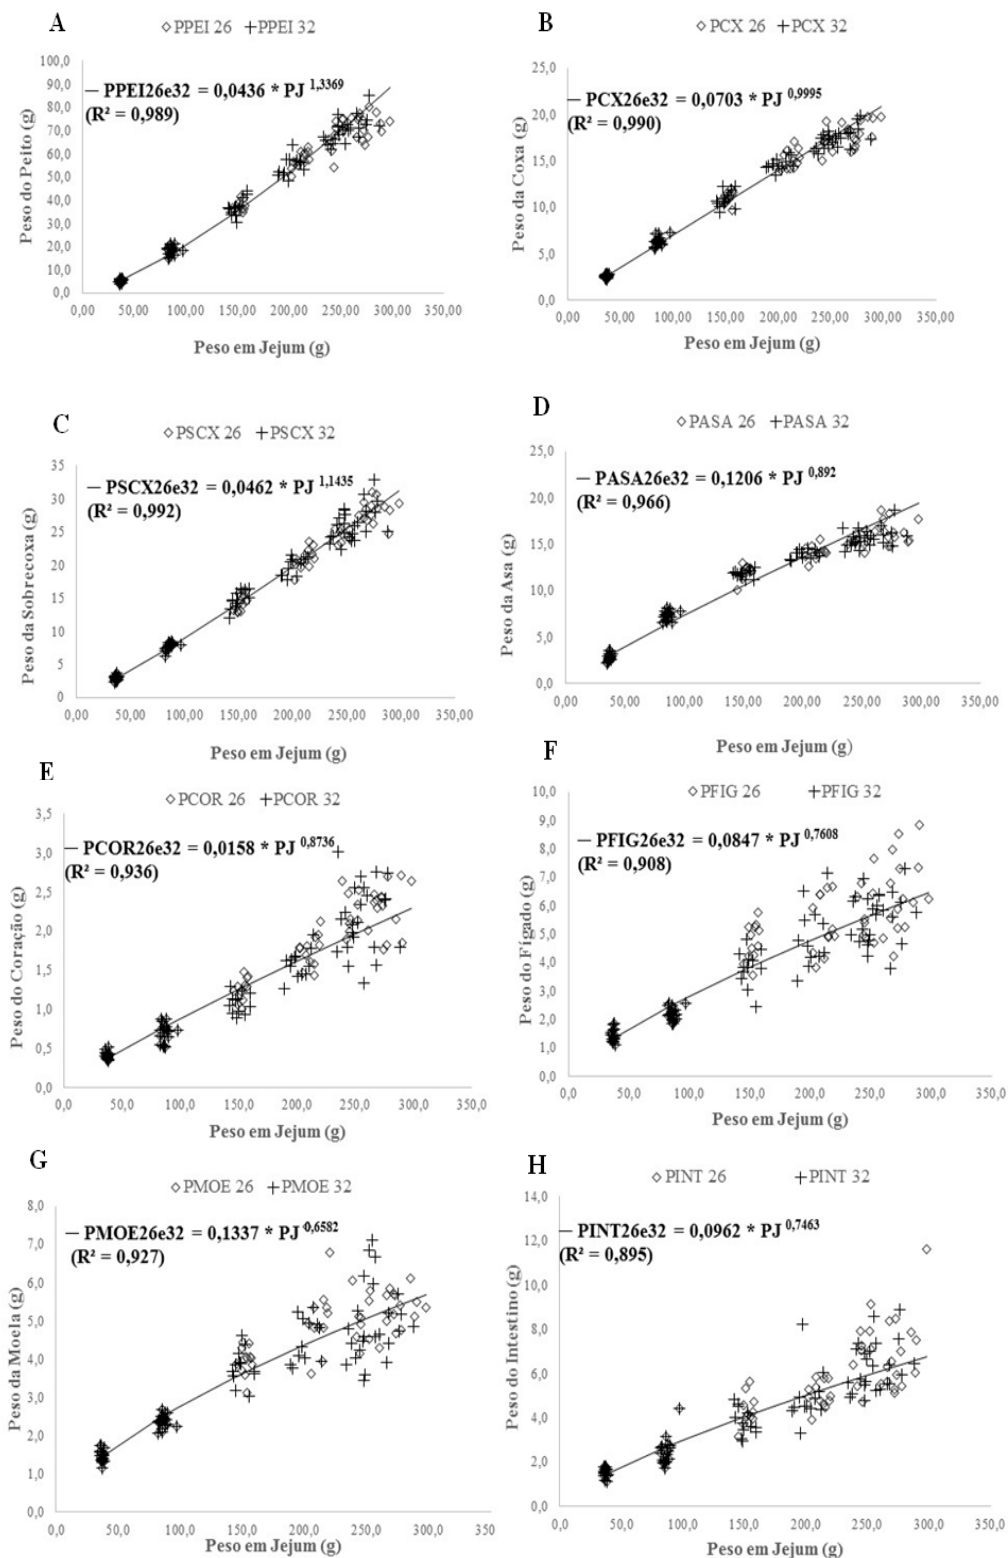 A
◇PPEI 26 +PPEI 32
100,0
90,0
80,0
70,0
60,0
50,0
40,0
30,0
20,0
10,0
0,0
— PPEI26e32 = 0,0436 * PJ 1,3369
(R² = 0,989)
Peso do Peito (g)
0,00 50,00 100,00 150,00 200,00 250,00 300,00 350,00
Peso em Jejum (g)
B
◇PCX 26 +PCX 32
25,0
20,0
15,0
10,0
5,0
0,0
— PCX26e32 = 0,0703 * PJ 0,9995
(R² = 0,990)
Peso da Coxa (g)
0,00 50,00 100,00 150,00 200,00 250,00 300,00 350,00
Peso em Jejum (g)
C
◇PSCX 26 +PSCX 32
35
30
25
20
15
10
5
0
— PSCX26e32 = 0,0462 * PJ 1,1435
(R² = 0,992)
Peso da Sobrecoxa (g)
0,00 50,00 100,00 150,00 200,00 250,00 300,00 350,00
Peso em Jejum (g)
D
◇PASA 26 +PASA 32
25,0
20,0
15,0
10,0
5,0
0,0
— PASA26e32 = 0,1206 * PJ 0,892
(R² = 0,966)
Peso da Asa (g)
0,00 50,00 100,00 150,00 200,00 250,00 300,00 350,00
Peso em Jejum (g)
E
◇PCOR 26 +PCOR 32
3,5
3,0
2,5
2,0
1,5
1,0
0,5
0,0
— PCOR26e32 = 0,0158 * PJ 0,8736
(R² = 0,936)
Peso do Coração (g)
0,0 50,0 100,0 150,0 200,0 250,0 300,0 350,0
Peso em Jejum (g)
F
◇PFIG 26 +PFIG 32
10,0
9,0
8,0
7,0
6,0
5,0
4,0
3,0
2,0
1,0
0,0
— PFIG26e32 = 0,0847 * PJ 0,7608
(R² = 0,908)
Peso do Fígado (g)
0,0 50,0 100,0 150,0 200,0 250,0 300,0 350,0
Peso em Jejum (g)
G
◇PMOE 26 +PMOE 32
8,0
7,0
6,0
5,0
4,0
3,0
2,0
1,0
0,0
— PMOE26e32 = 0,1337 * PJ 0,6582
(R² = 0,927)
Peso da Moela (g)
0,0 50,0 100,0 150,0 200,0 250,0 300,0 350
Peso em Jejum (g)
H
◇PINT 26 +PINT 32
14,0
12,0
10,0
8,0
6,0
4,0
2,0
0,0
— PINT26e32 = 0,0962 * PJ 0,7463
(R² = 0,895)
Peso do Intestino (g)
0,0 50,0 100,0 150,0 200,0 250,0 300,0 350,0
Peso em Jejum (g)